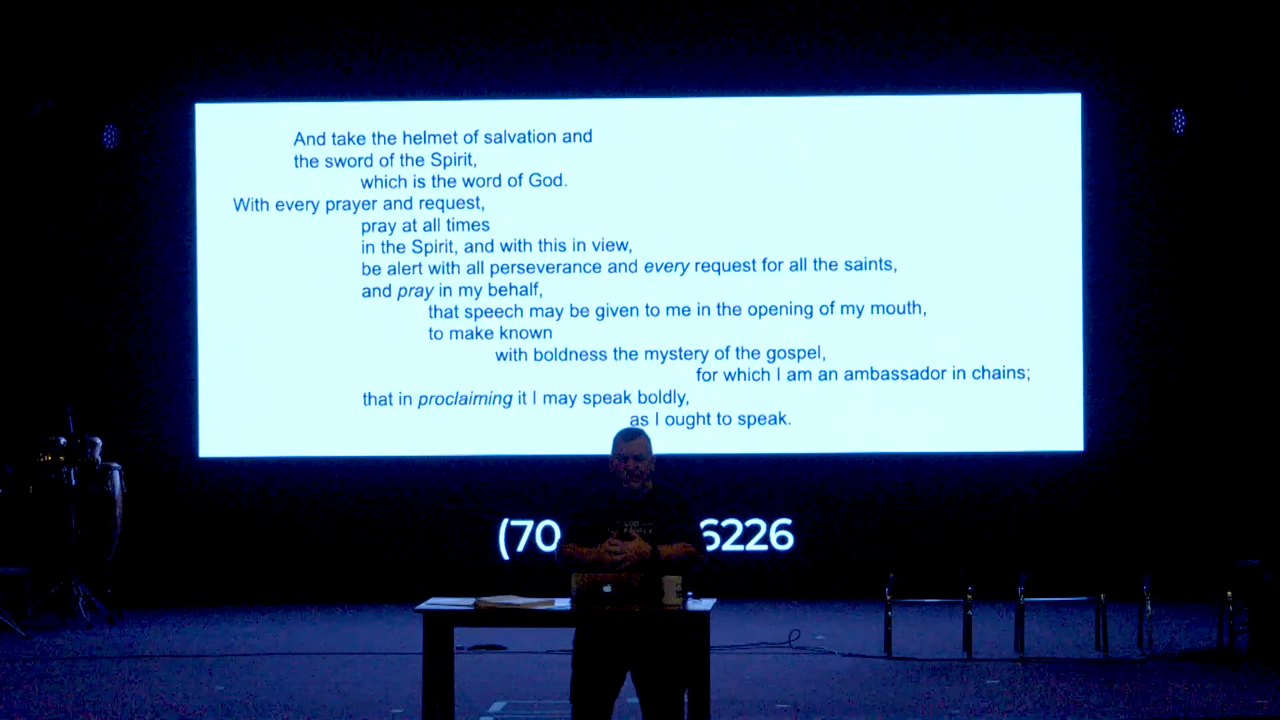 And take the helmet of salvation and
the sword of the Spirit,
which is the word of God.
With every prayer and request,
pray at all times
in the Spirit, and with this in view,
be alert with all perseverance and every request for all the saints,
and pray in my behalf,
that speech may be given to me in the opening of my mouth,
to make known
with boldness the mystery of the gospel,
for which I am an ambassador in chains;
that in proclaiming it I may speak boldly,
as I ought to speak.
(70 6226